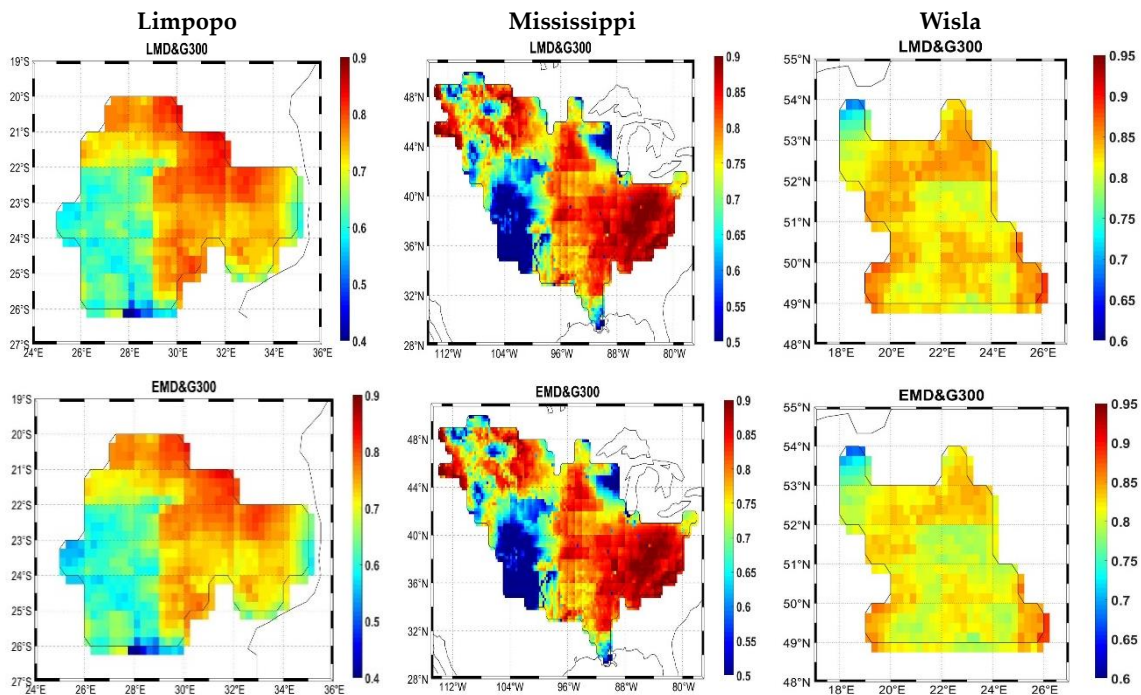 Limpopo Mississippi Wisla
LMD&G300 LMD&G300 LMD&G300
19°S
20°S
21°S
22°S
23°S
24°S
25°S
26°S
27°S
24°E 26°E 28°E 30°E 32°E 34°E 36°E
0.9
0.8
0.7
0.6
0.5
0.4
48°N
44°N
40°N
36°N
32°N
28°N
112°W 104°W 96°W 88°W 80°W
0.9
0.85
0.8
0.75
0.7
0.65
0.6
0.55
0.5
55°N
54°N
53°N
52°N
51°N
50°N
49°N
48°N
18°E 20°E 22°E 24°E 26°E
0.95
0.9
0.85
0.8
0.75
0.7
0.65
0.6
EMD&G300 EMD&G300 EMD&G300
19°S
20°S
21°S
22°S
23°S
24°S
25°S
26°S
27°S
24°E 26°E 28°E 30°E 32°E 34°E 36°E
0.9
0.8
0.7
0.6
0.5
0.4
48°N
44°N
40°N
36°N
32°N
28°N
112°W 104°W 96°W 88°W 80°W
0.9
0.85
0.8
0.75
0.7
0.65
0.6
0.55
0.5
55°N
54°N
53°N
52°N
51°N
50°N
49°N
48°N
18°E 20°E 22°E 24°E 26°E
0.95
0.9
0.85
0.8
0.75
0.7
0.65
0.6